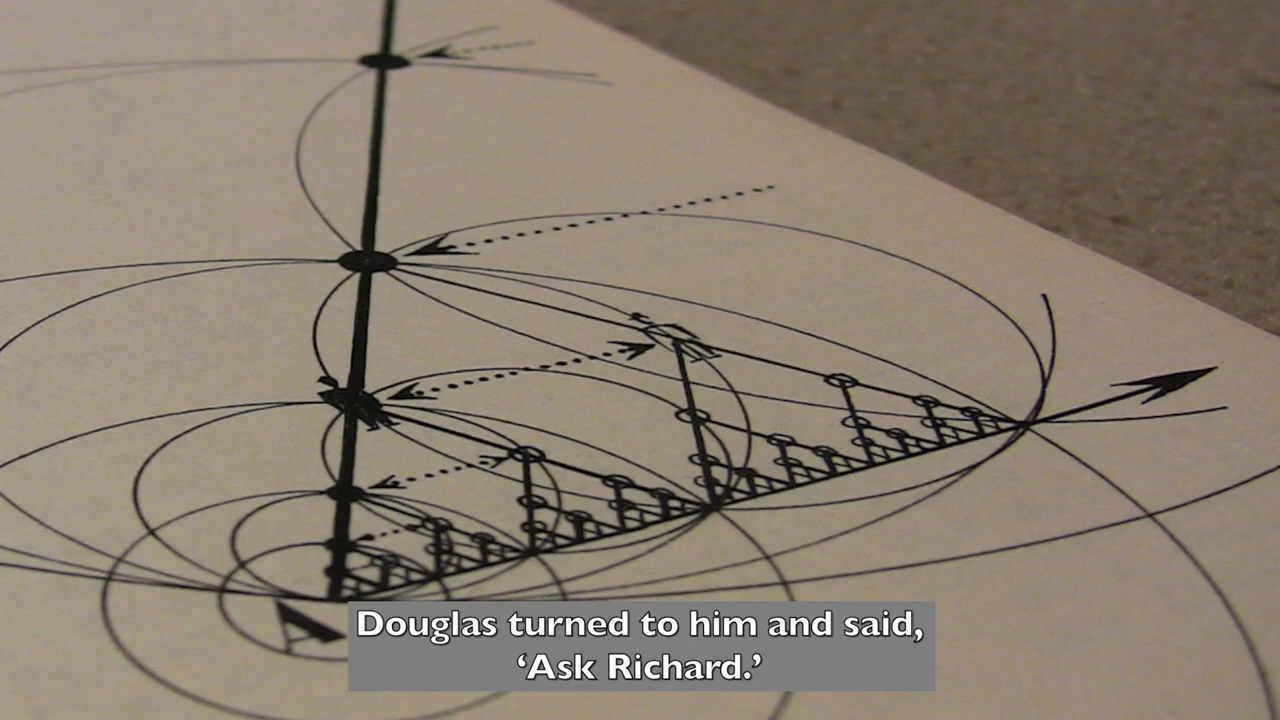 A
Douglas turned to him and said,
‘Ask Richard.’